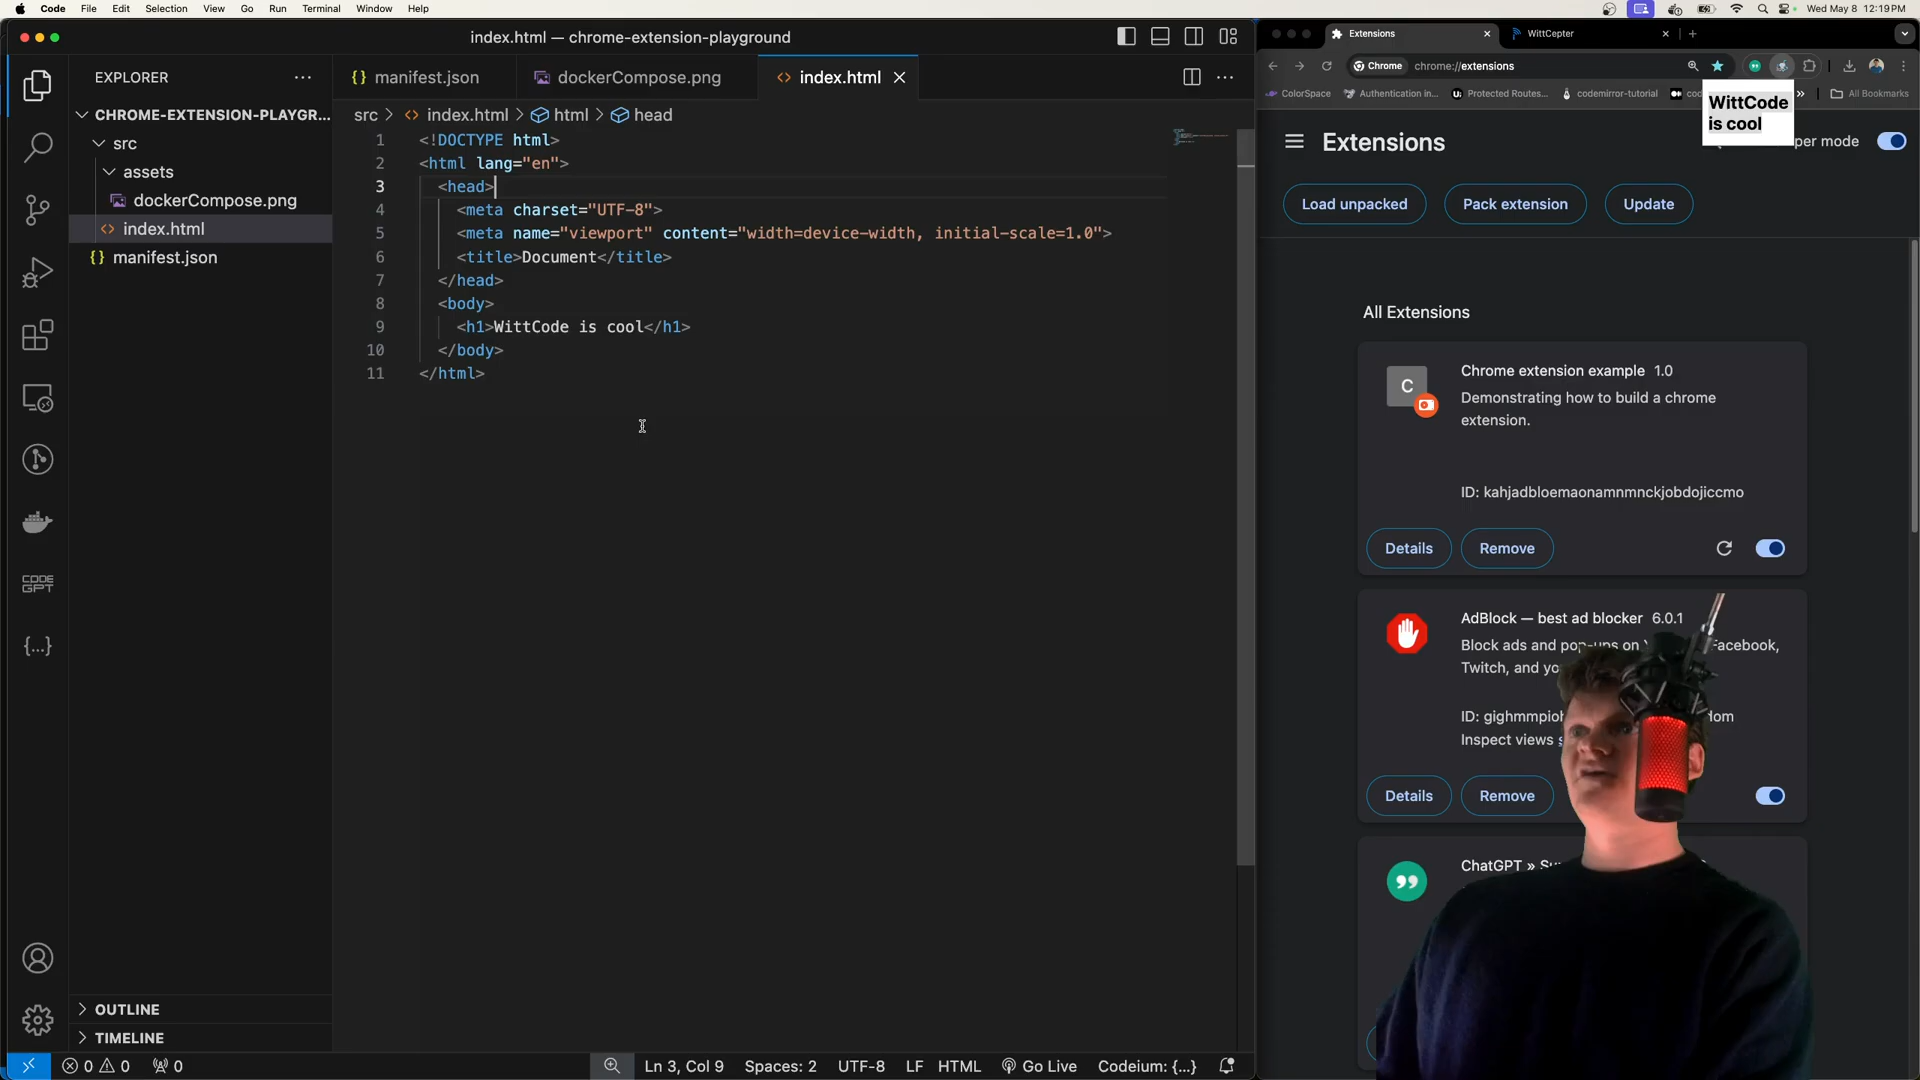 Code File Edit Selection View Go Run Terminal Window Help
Wed May 8 12:19 PM
index.html — chrome-extension-playground
EXPLORER
CHROME-EXTENSION-PLAYGR...
src
assets
dockerCompose.png
index.html
manifest.json
OUTLINE
TIMELINE
manifest.json
dockerCompose.png
index.html
src > index.html > html > head
1 <!DOCTYPE html>
2 <html lang="en">
3 <head>
4 <meta charset="UTF-8">
5 <meta name="viewport" content="width=device-width, initial-scale=1.0">
6 <title>Document</title>
7 </head>
8 <body>
9 <h1>WittCode is cool</h1>
10 </body>
11 </html>
CODE
GPT
0 0 0
Ln 3, Col 9 Spaces: 2 UTF-8 LF HTML Go Live Codeium: {...}
Extensions
WittCepter
Chrome chrome://extensions
ColorSpace Authentication in... Protected Routes... codemirror-tutorial
All Bookmarks
WittCode
is cool
Extensions
per mode
Load unpacked Pack extension Update
All Extensions
C
Chrome extension example 1.0
Demonstrating how to build a chrome
extension.
ID: kahjadbloemaonamnmnckjobdojiccmo
Details Remove
AdBlock — best ad blocker 6.0.1
Block ads and pop-ups on Facebook,
Twitch, and
Inspect views
Details Remove
ChatGPT »